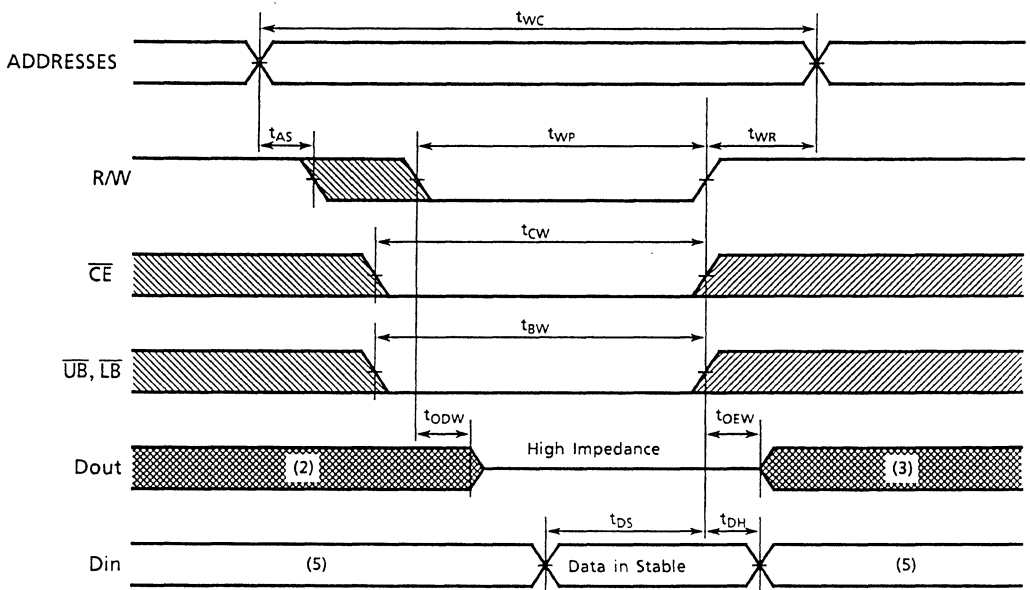 tWC
ADDRESSES
tAS
tWP
tWR
R/W
tCW
CE
tBW
UB, LB
tODW
tOEW
High Impedance
Dout
(2)
(3)
tDS
tDH
Din
(5)
Data in Stable
(5)